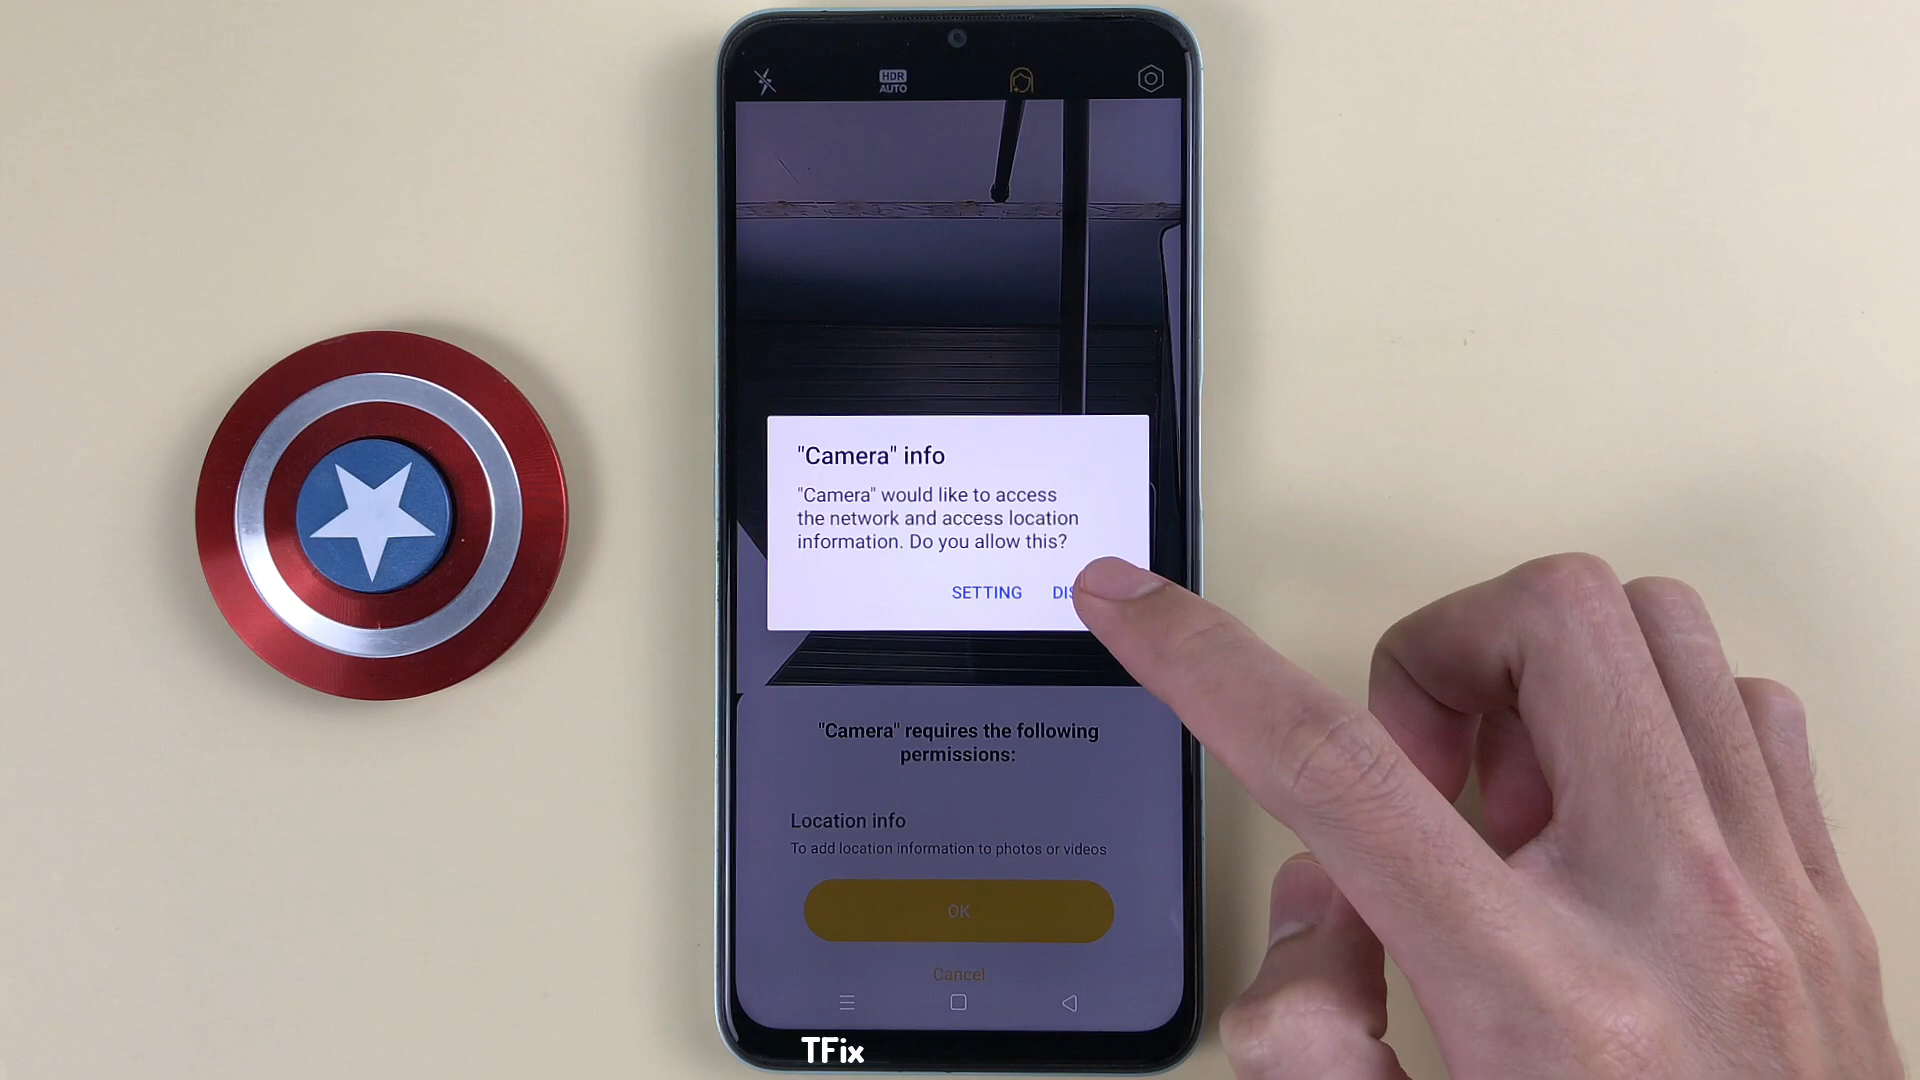 HDR
AUTO
"Camera" info
"Camera" would like to access
the network and access location
information. Do you allow this?
SETTING
"Camera" requires the following
permissions:
Location info
To add location information to photos or videos
OK
Cancel
TFix